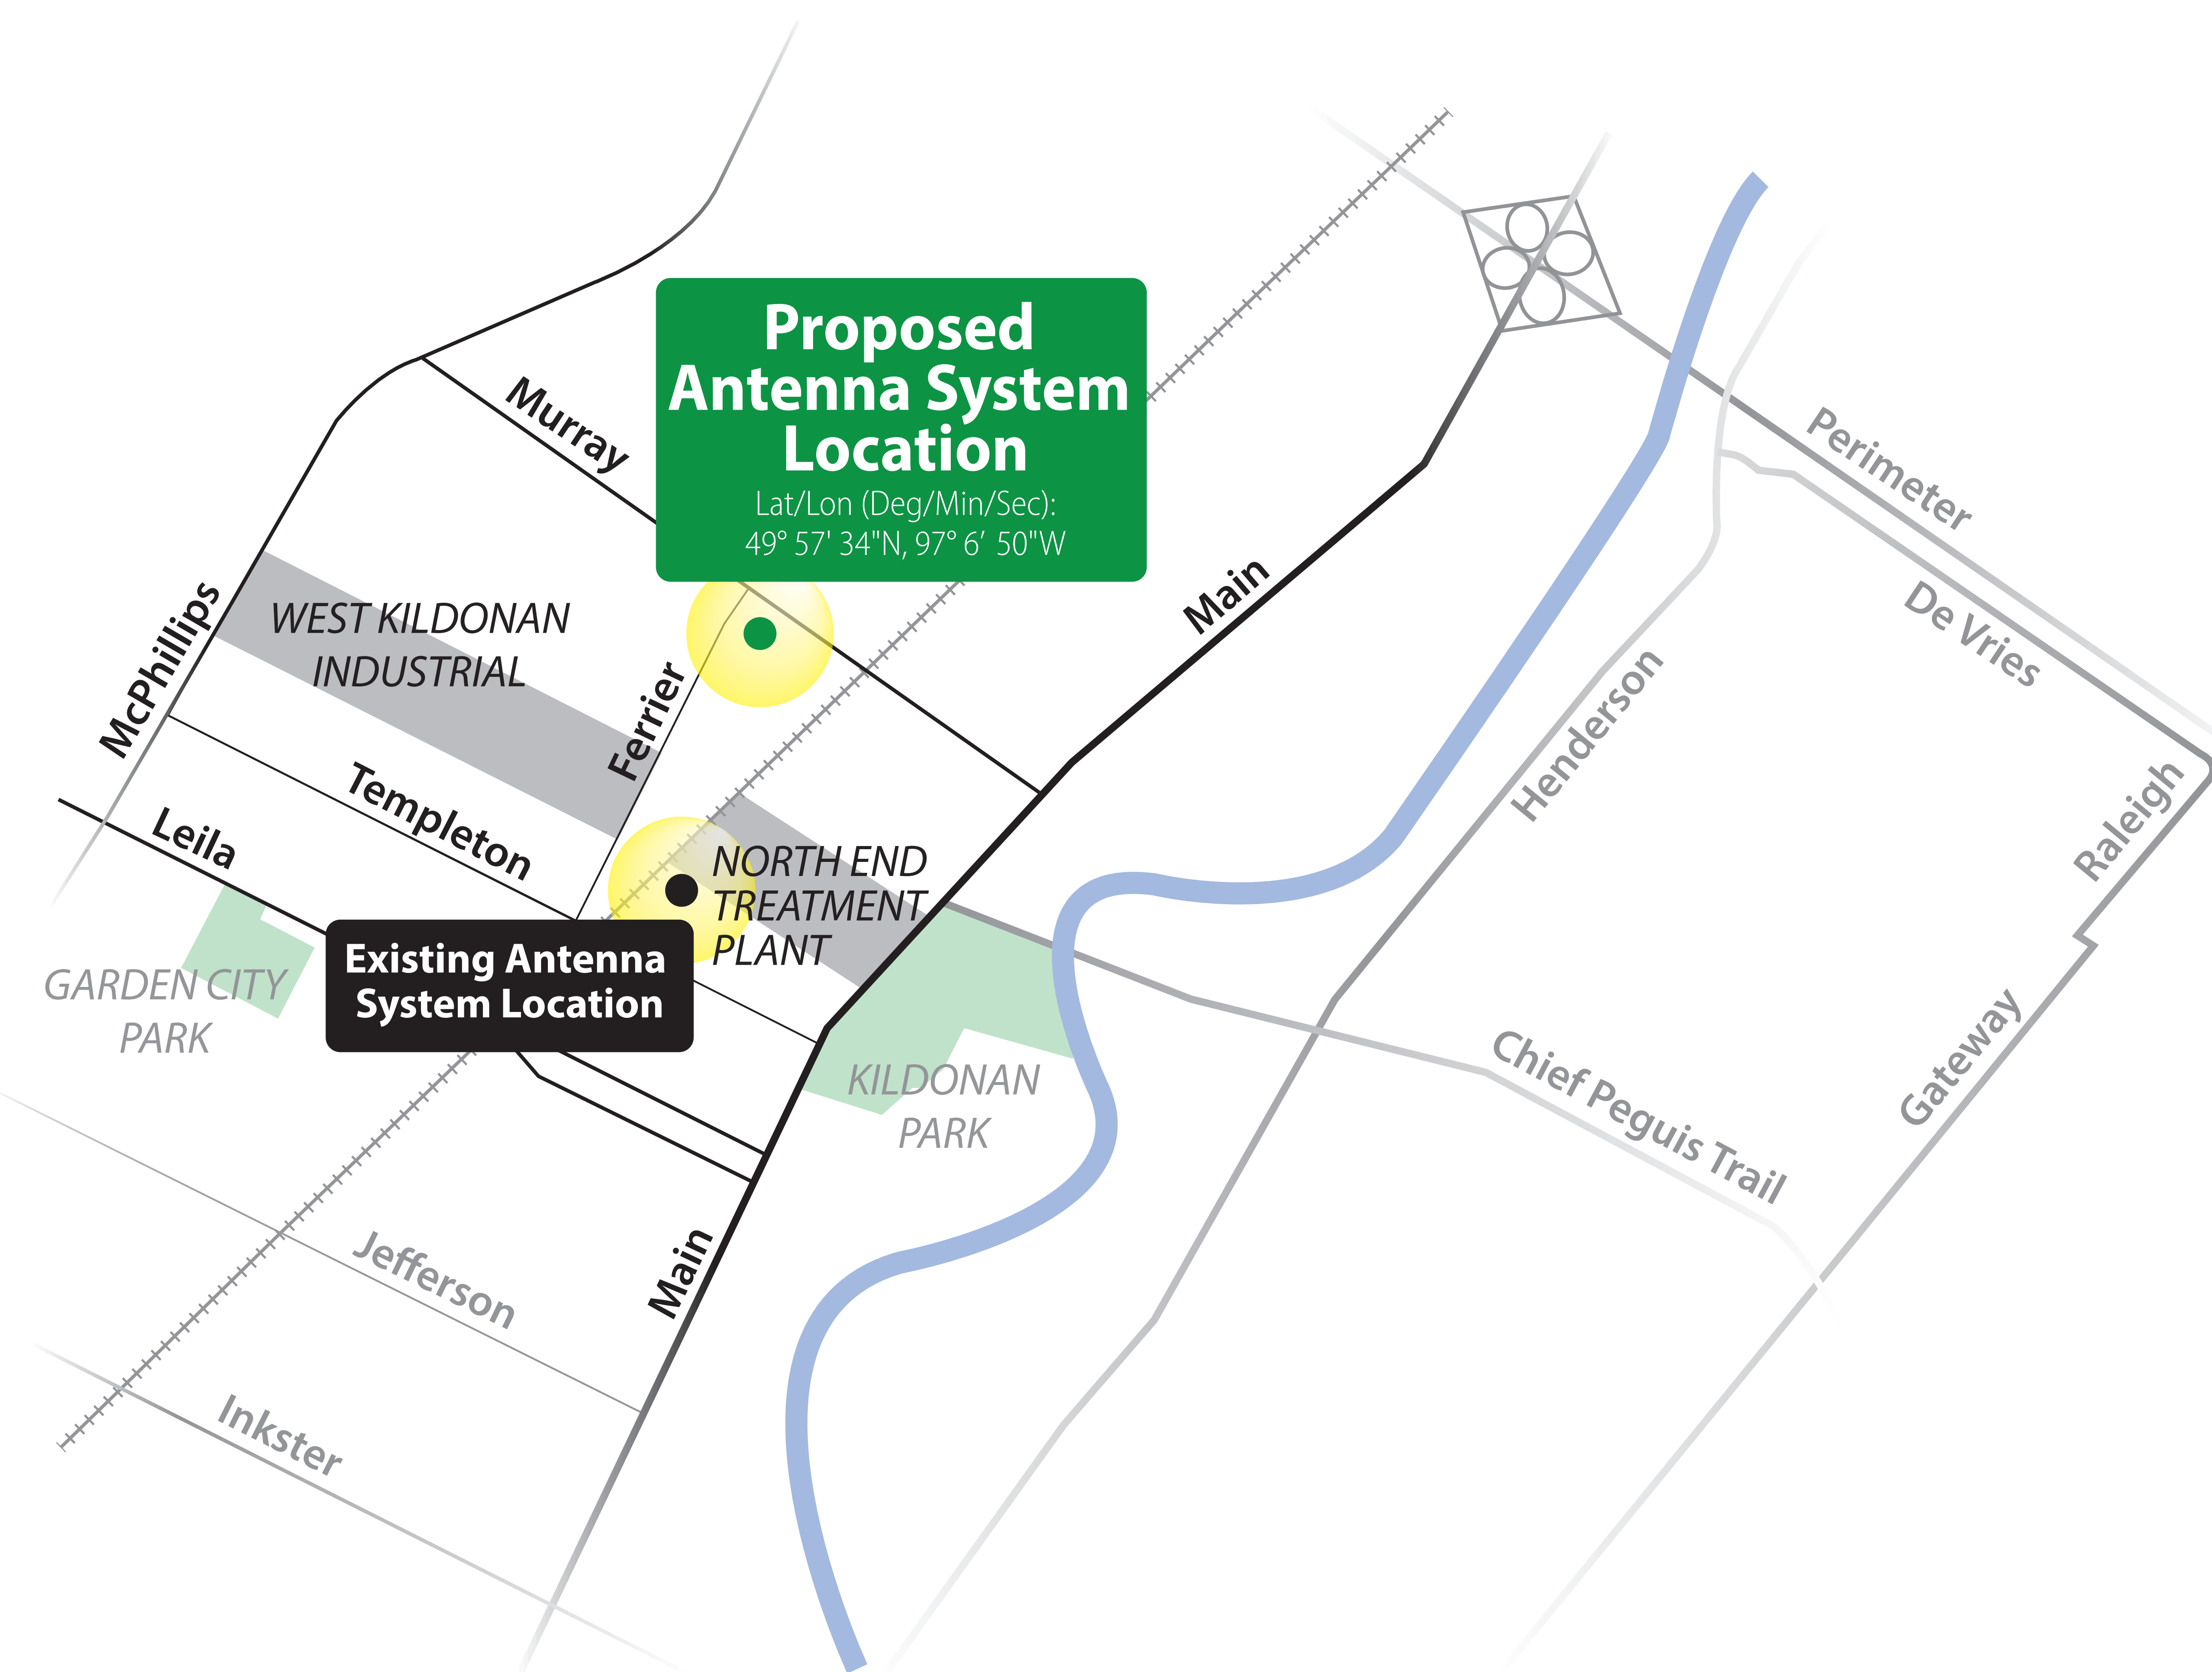 Proposed
Antenna System
Location
Lat/Lon (Deg/Min/Sec):
49° 57' 34"N, 97° 6’ 50"W
Murray
Perimeter
De Vries
Main
WEST KILDONAN
INDUSTRIAL
McPhillips
Ferrier
Henderson
Raleigh
Templeton
Leila
NORTH END
TREATMENT
PLANT
Existing Antenna
System Location
GARDEN CITY
PARK
Gateway
KILDONAN
PARK
Chief Peguis Trail
Jefferson
Main
Inkster